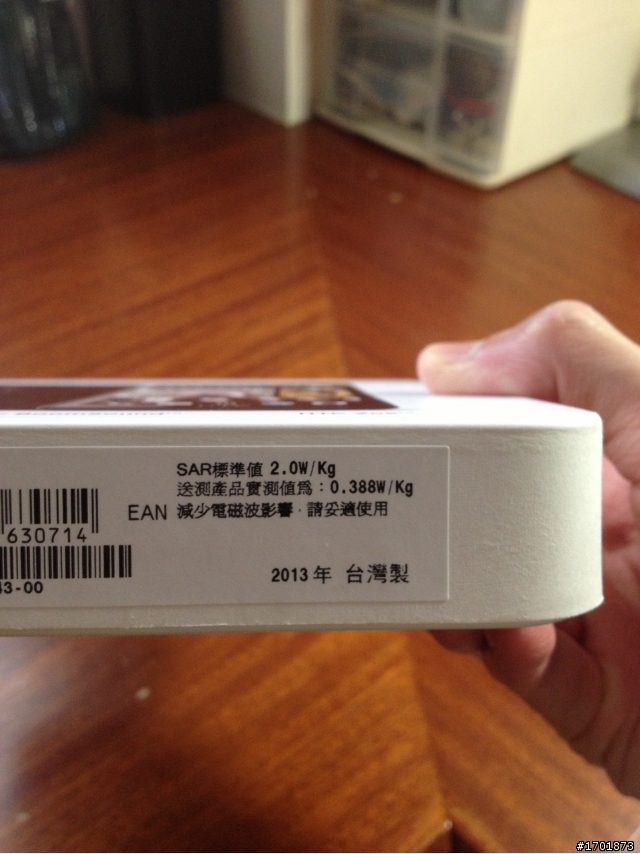 SAR標準值 2.0W/Kg
送測產品實測值為：0.388W/Kg
EAN 減少電磁波影響，請妥適使用
630714
43-00
2013 年 台灣製
#1701873